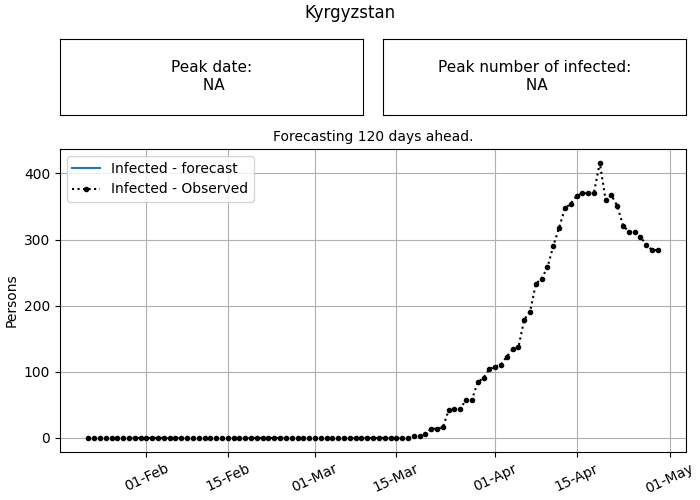 Kyrgyzstan
Peak date:
NA
Peak number of infected:
NA
Forecasting 120 days ahead.
Infected - forecast
Infected - Observed
Persons
400
300
200
100
0
01-Feb
15-Feb
01-Mar
15-Mar
01-Apr
15-Apr
01-May